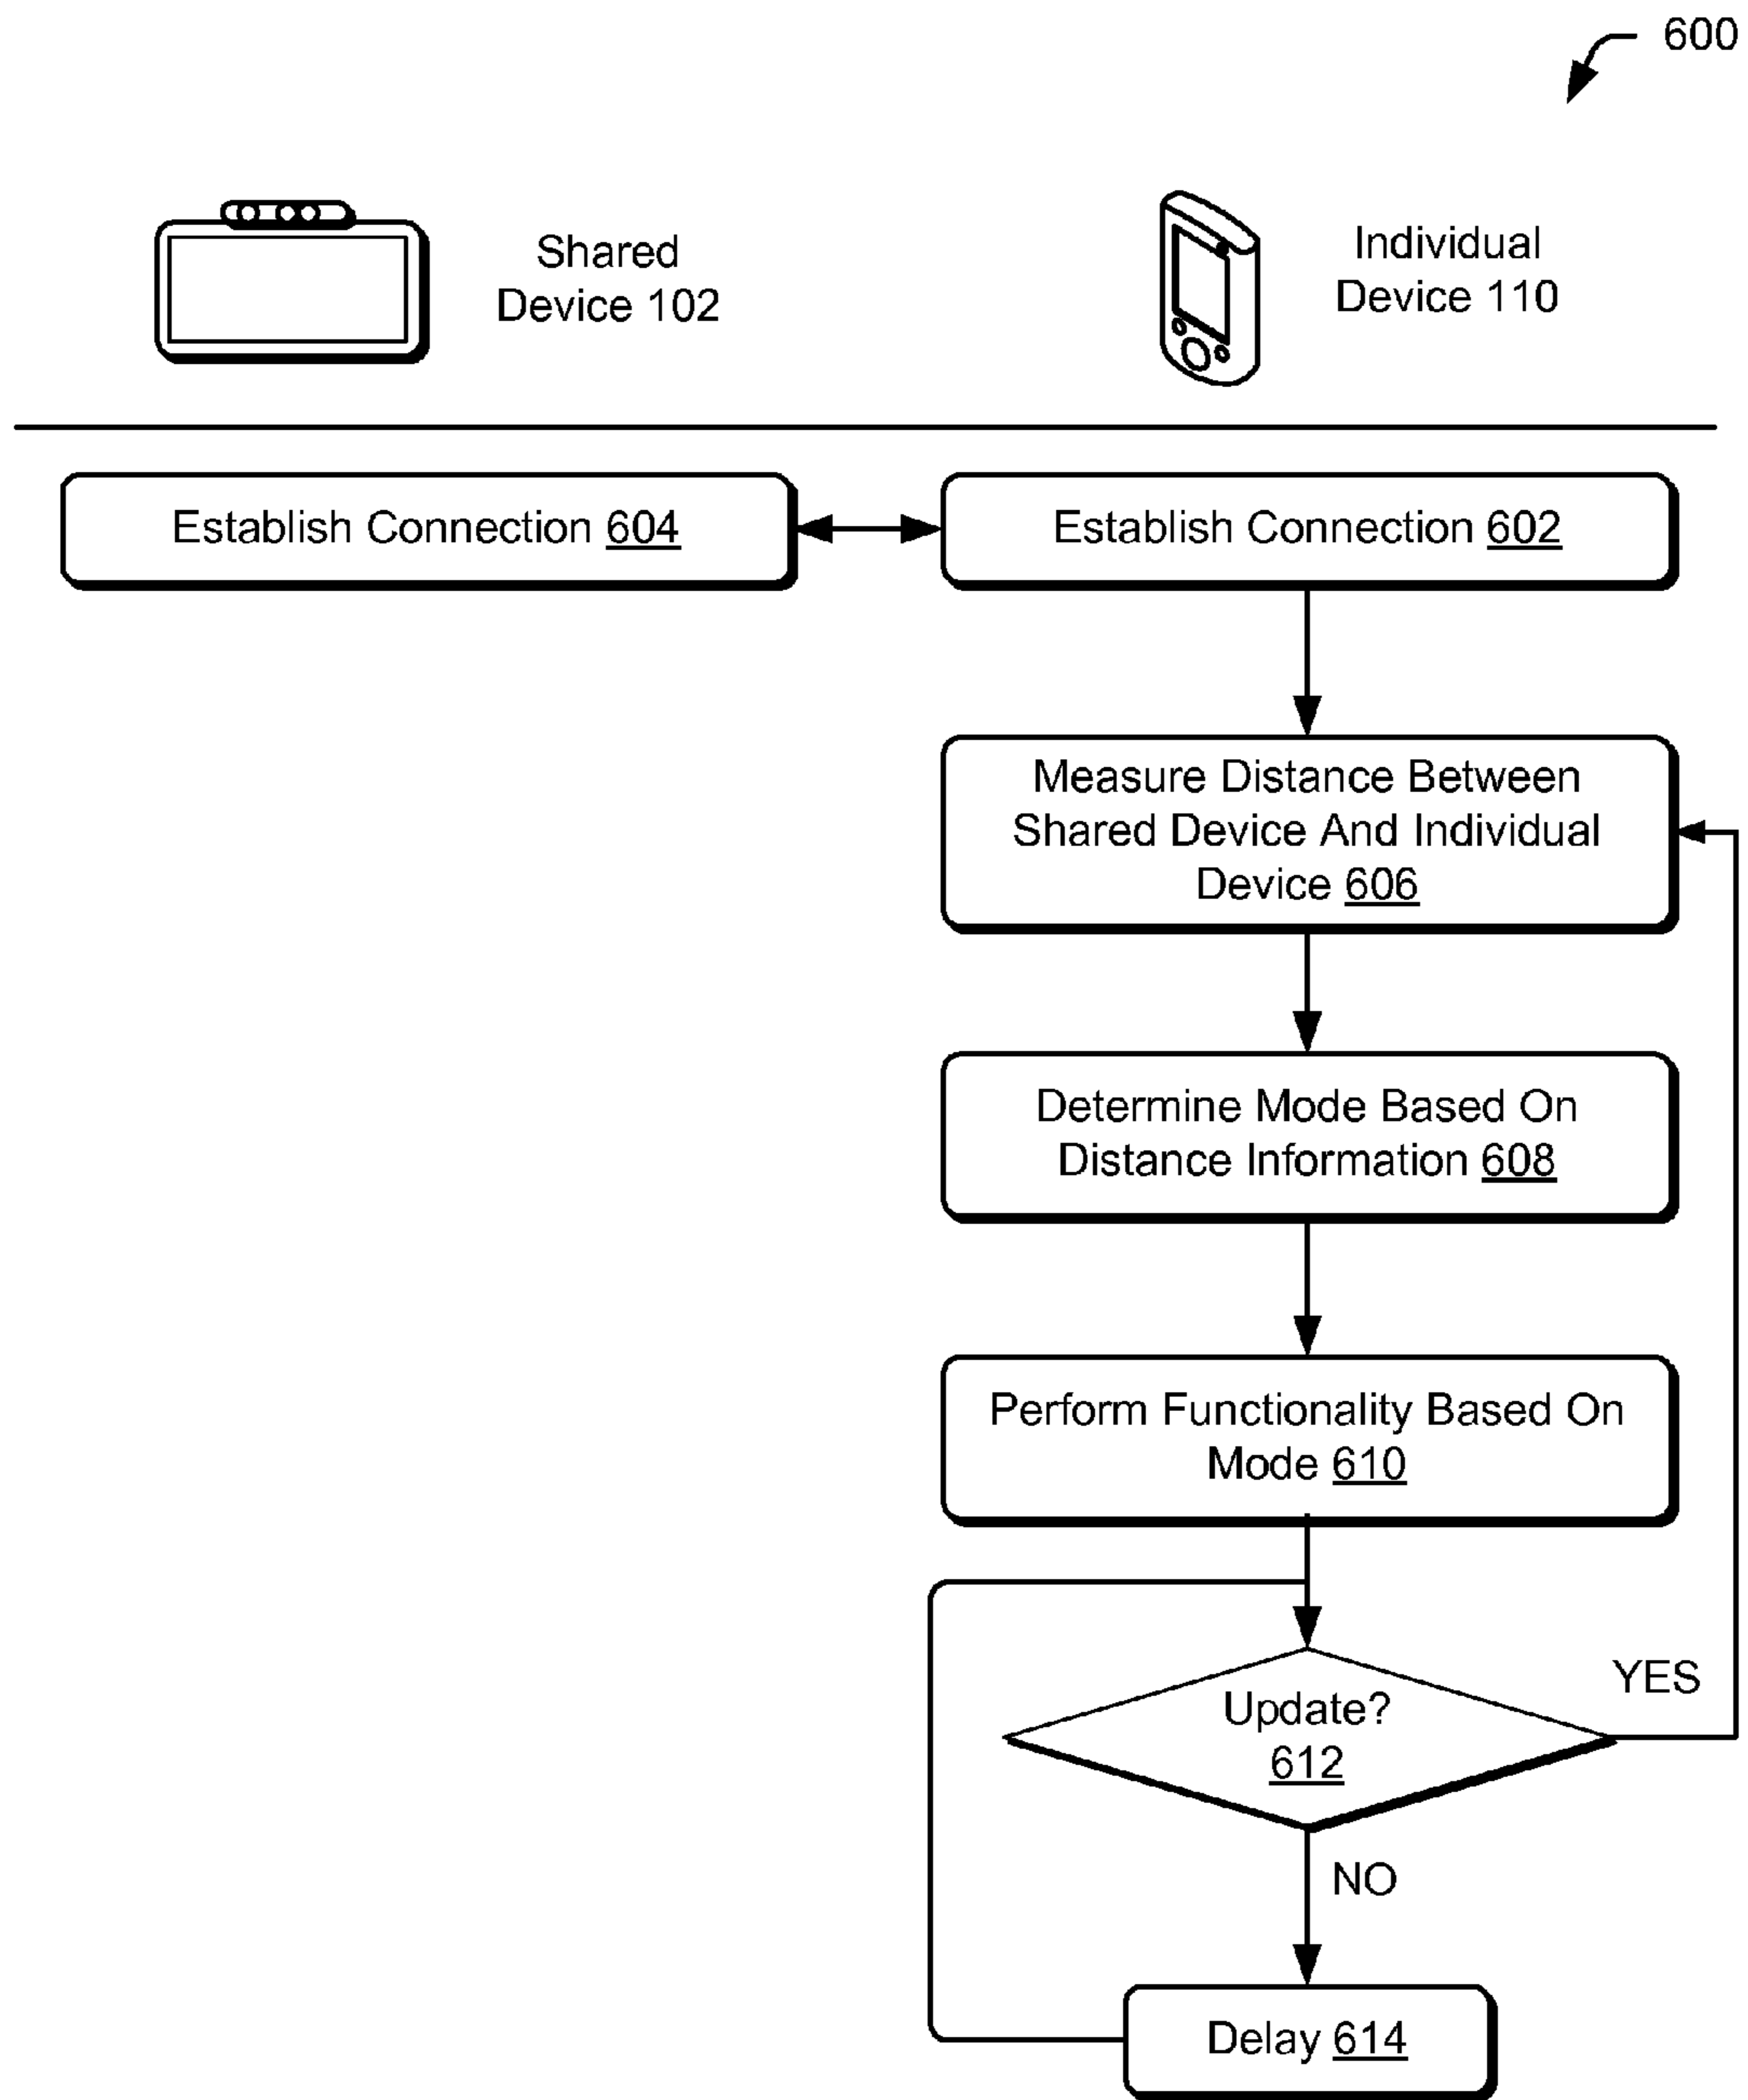 600
Shared
Device 102
Individual
Device 110
Establish Connection 604
Establish Connection 602
Measure Distance Between
Shared Device And Individual
Device 606
Determine Mode Based On
Distance Information 608
Perform Functionality Based On
Mode 610
Update?
612
YES
NO
Delay 614